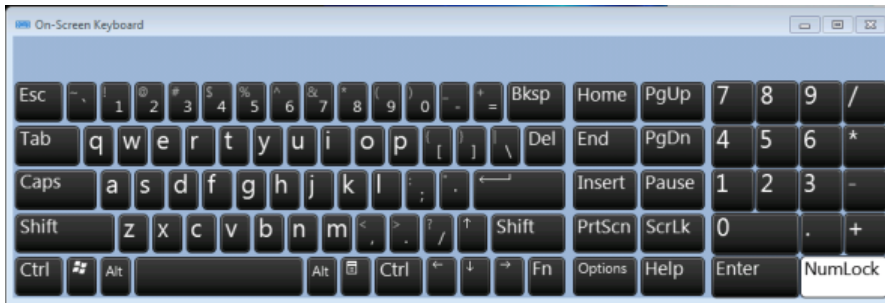 On-Screen Keyboard
Esc ~ ` ! 1 @ 2 # 3 $ 4 % 5 ^ 6 & 7 * 8 ( 9 ) 0 _ - + = Bksp Home PgUp 7 8 9 /
Tab q w e r t y u i o p { [ } ] | \ Del End PgDn 4 5 6 *
Caps a s d f g h j k l : ; " ' Insert Pause 1 2 3 -
Shift z x c v b n m < , > . ? / ↑ Shift PrtScn ScrLk 0 . +
Ctrl Alt Alt Ctrl ← ↓ → Fn Options Help Enter NumLock